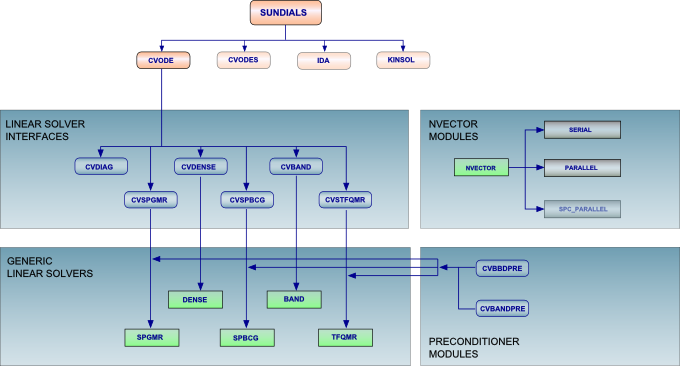 SUNDIALS
CVODE
CVODES
IDA
KINSOL
LINEAR SOLVER
INTERFACES
CVDIAG
CVDENSE
CVBAND
CVSPGMR
CVSPBCG
CVSTFQMR
NVECTOR
MODULES
NVECTOR
SERIAL
PARALLEL
SPC_PARALLEL
GENERIC
LINEAR SOLVERS
DENSE
BAND
SPGMR
SPBCG
TFQMR
CVBBDPRE
CVBANDPRE
PRECONDITIONER
MODULES